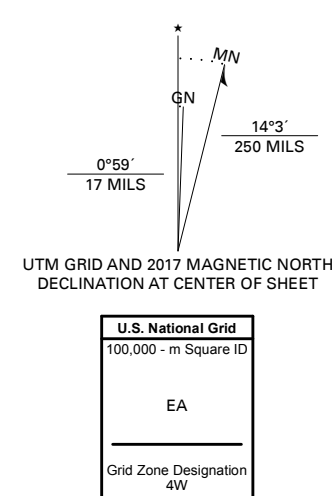 ★
MN
GN
14°3´
250 MILS
0°59´
17 MILS
UTM GRID AND 2017 MAGNETIC NORTH
DECLINATION AT CENTER OF SHEET
U.S. National Grid
100,000 - m Square ID
EA
Grid Zone Designation
4W